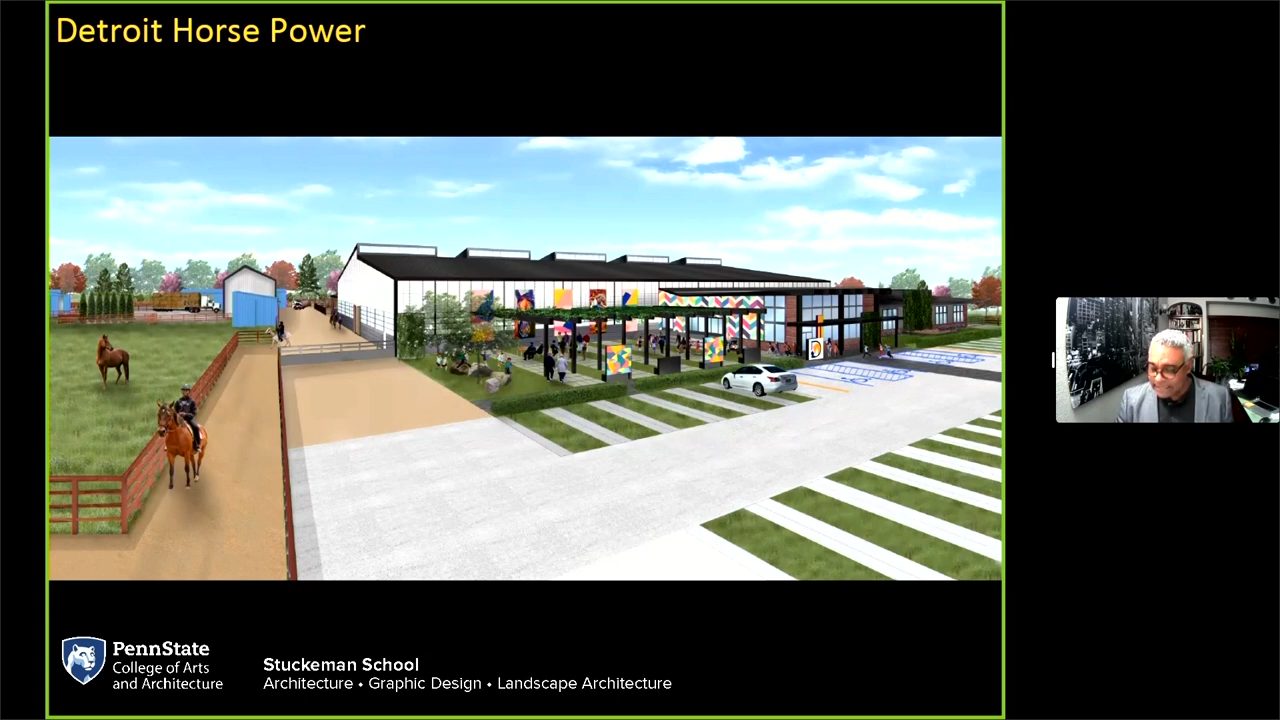 Detroit Horse Power
PennState
College of Arts
and Architecture
Stuckeman School
Architecture • Graphic Design • Landscape Architecture